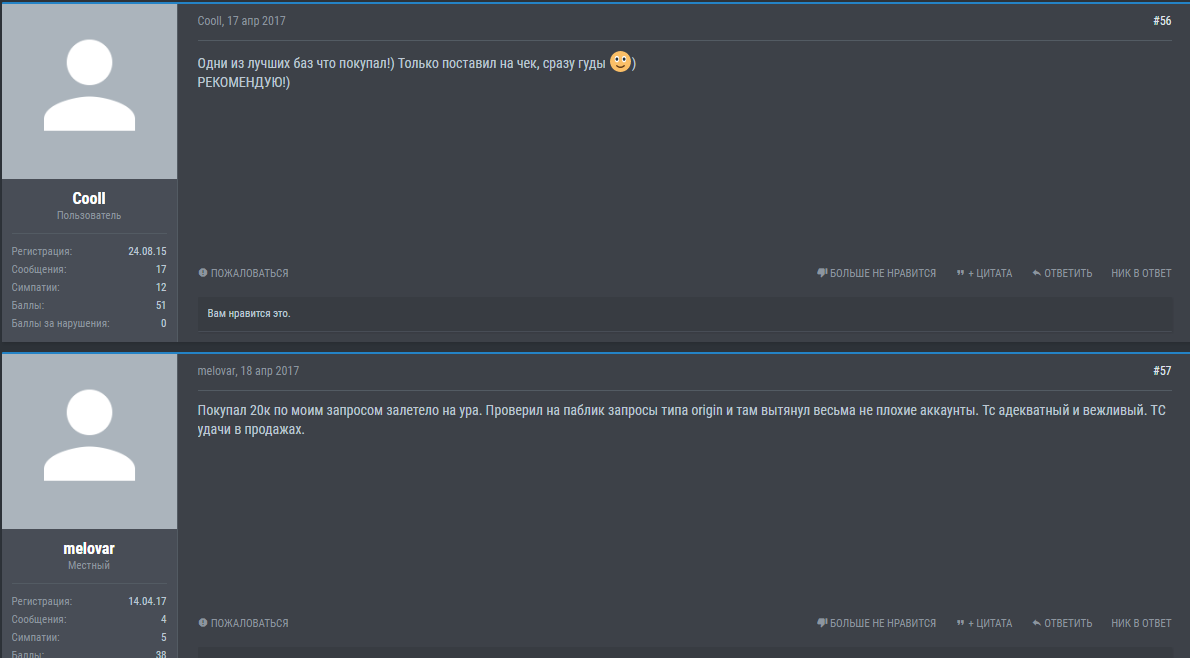 Cooll, 17 апр 2017
#56
Одни из лучших баз что покупал!) Только поставил на чек, сразу гуды )
РЕКОМЕНДУЮ!)
Cooll
Пользователь
Регистрация: 24.08.15
Сообщения: 17
Симпатии: 12
Баллы: 51
Баллы за нарушения: 0
ПОЖАЛОВАТЬСЯ
БОЛЬШЕ НЕ НРАВИТСЯ
+ ЦИТАТА
ОТВЕТИТЬ
НИК В ОТВЕТ
Вам нравится это.
melovar, 18 апр 2017
#57
Покупал 20к по моим запросом залетело на ура. Проверил на паблик запросы типа origin и там вытянул весьма не плохие аккаунты. Тс адекватный и вежливый. ТС
удачи в продажах.
melovar
Местный
Регистрация: 14.04.17
Сообщения: 4
Симпатии: 5
Баллы: 38
ПОЖАЛОВАТЬСЯ
БОЛЬШЕ НЕ НРАВИТСЯ
+ ЦИТАТА
ОТВЕТИТЬ
НИК В ОТВЕТ